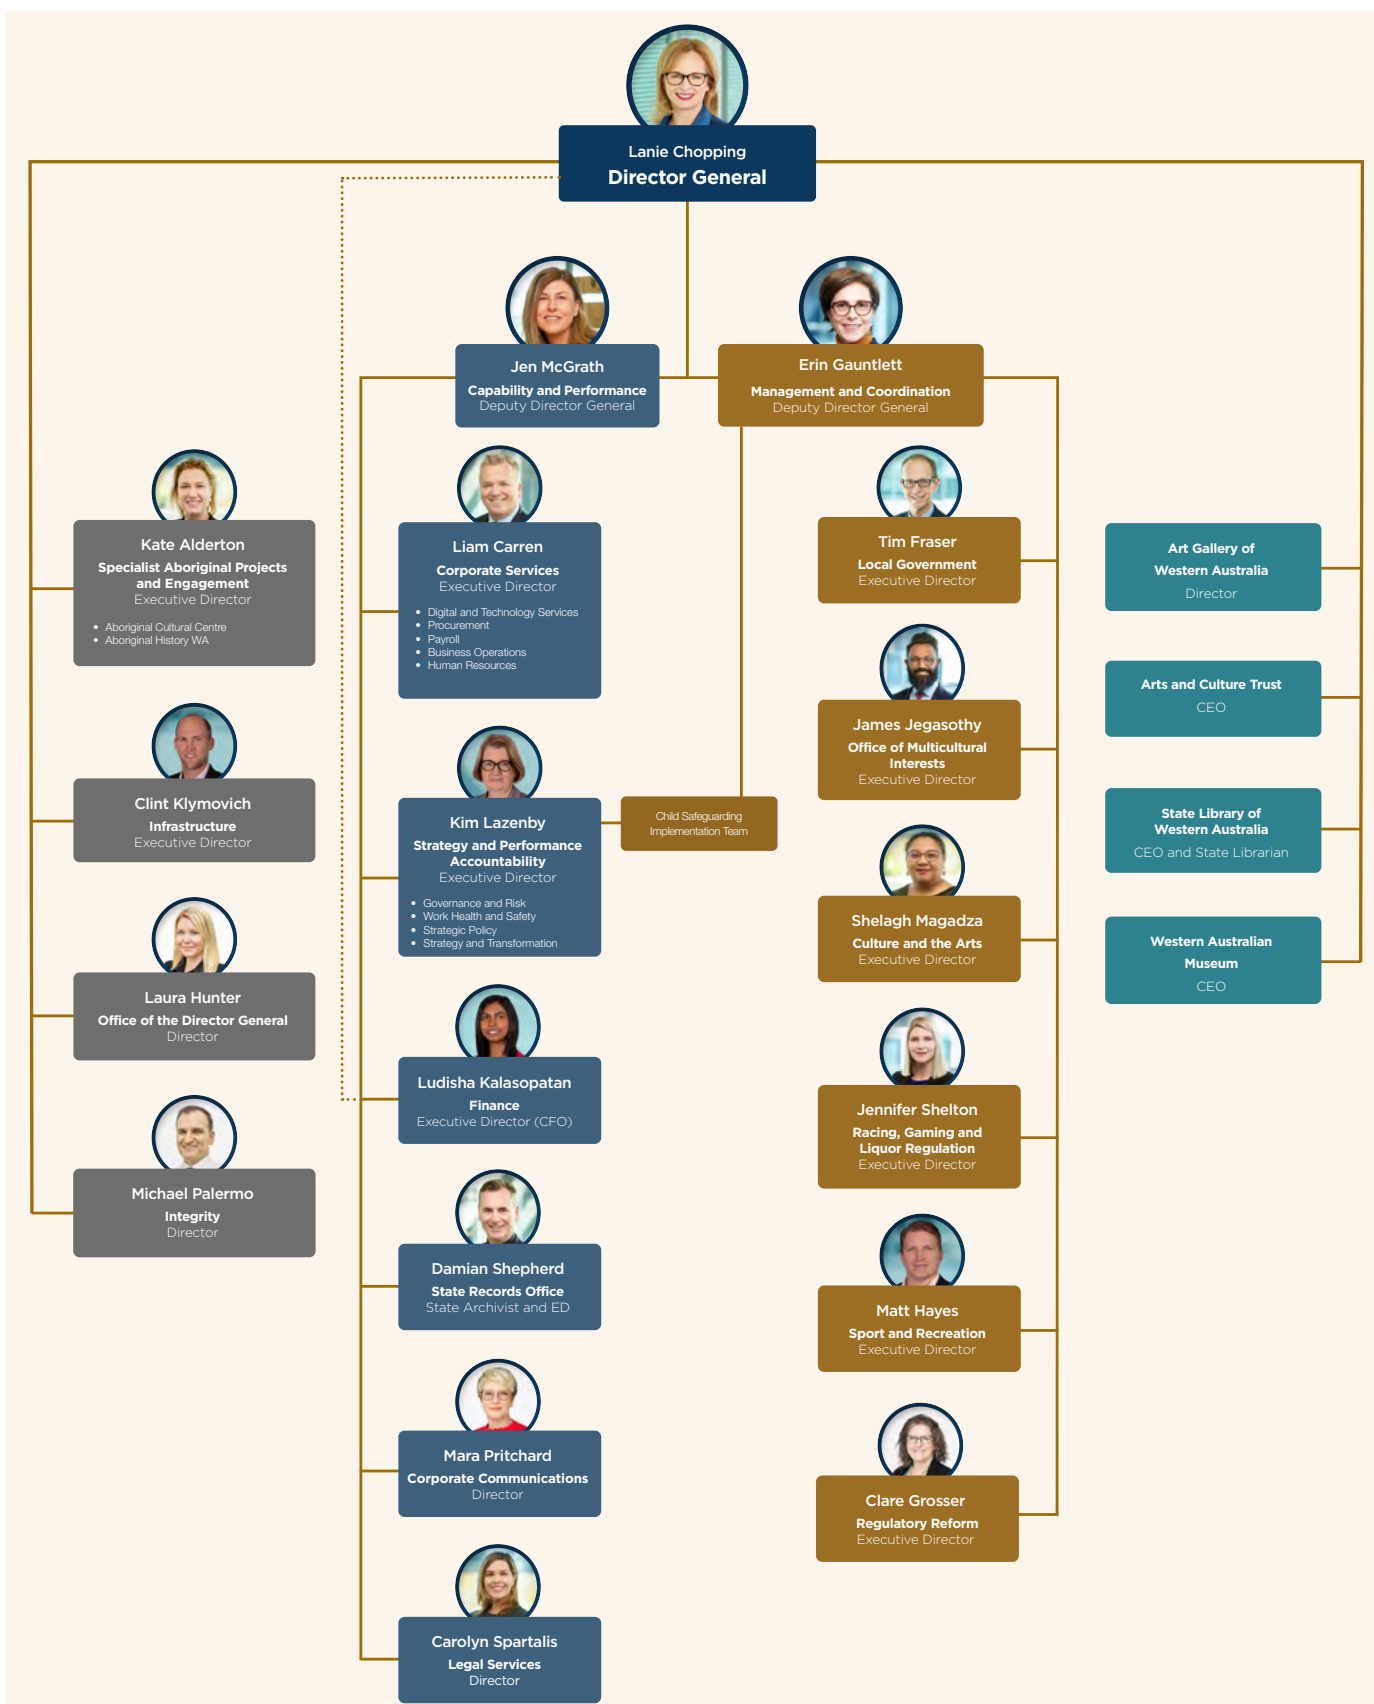 Lanie Chopping
Director General
Jen McGrath
Capability and Performance
Deputy Director General
Erin Gauntlett
Management and Coordination
Deputy Director General
Kate Alderton
Specialist Aboriginal Projects
and Engagement
Executive Director
• Aboriginal Cultural Centre
• Aboriginal History WA
Clint Klymovich
Infrastructure
Executive Director
Laura Hunter
Office of the Director General
Director
Michael Palermo
Integrity
Director
Liam Carren
Corporate Services
Executive Director
• Digital and Technology Services
• Procurement
• Payroll
• Business Operations
• Human Resources
Kim Lazenby
Strategy and Performance
Accountability
Executive Director
• Governance and Risk
• Work Health and Safety
• Strategic Policy
• Strategy and Transformation
Child Safeguarding
Implementation Team
Ludisha Kalasopatan
Finance
Executive Director (CFO)
Damian Shepherd
State Records Office
State Archivist and ED
Mara Pritchard
Corporate Communications
Director
Carolyn Spartalis
Legal Services
Director
Tim Fraser
Local Government
Executive Director
James Jegasothy
Office of Multicultural
Interests
Executive Director
Shelagh Magadza
Culture and the Arts
Executive Director
Jennifer Shelton
Racing, Gaming and
Liquor Regulation
Executive Director
Matt Hayes
Sport and Recreation
Executive Director
Clare Grosser
Regulatory Reform
Executive Director
Art Gallery of
Western Australia
Director
Arts and Culture Trust
CEO
State Library of
Western Australia
CEO and State Librarian
Western Australian
Museum
CEO